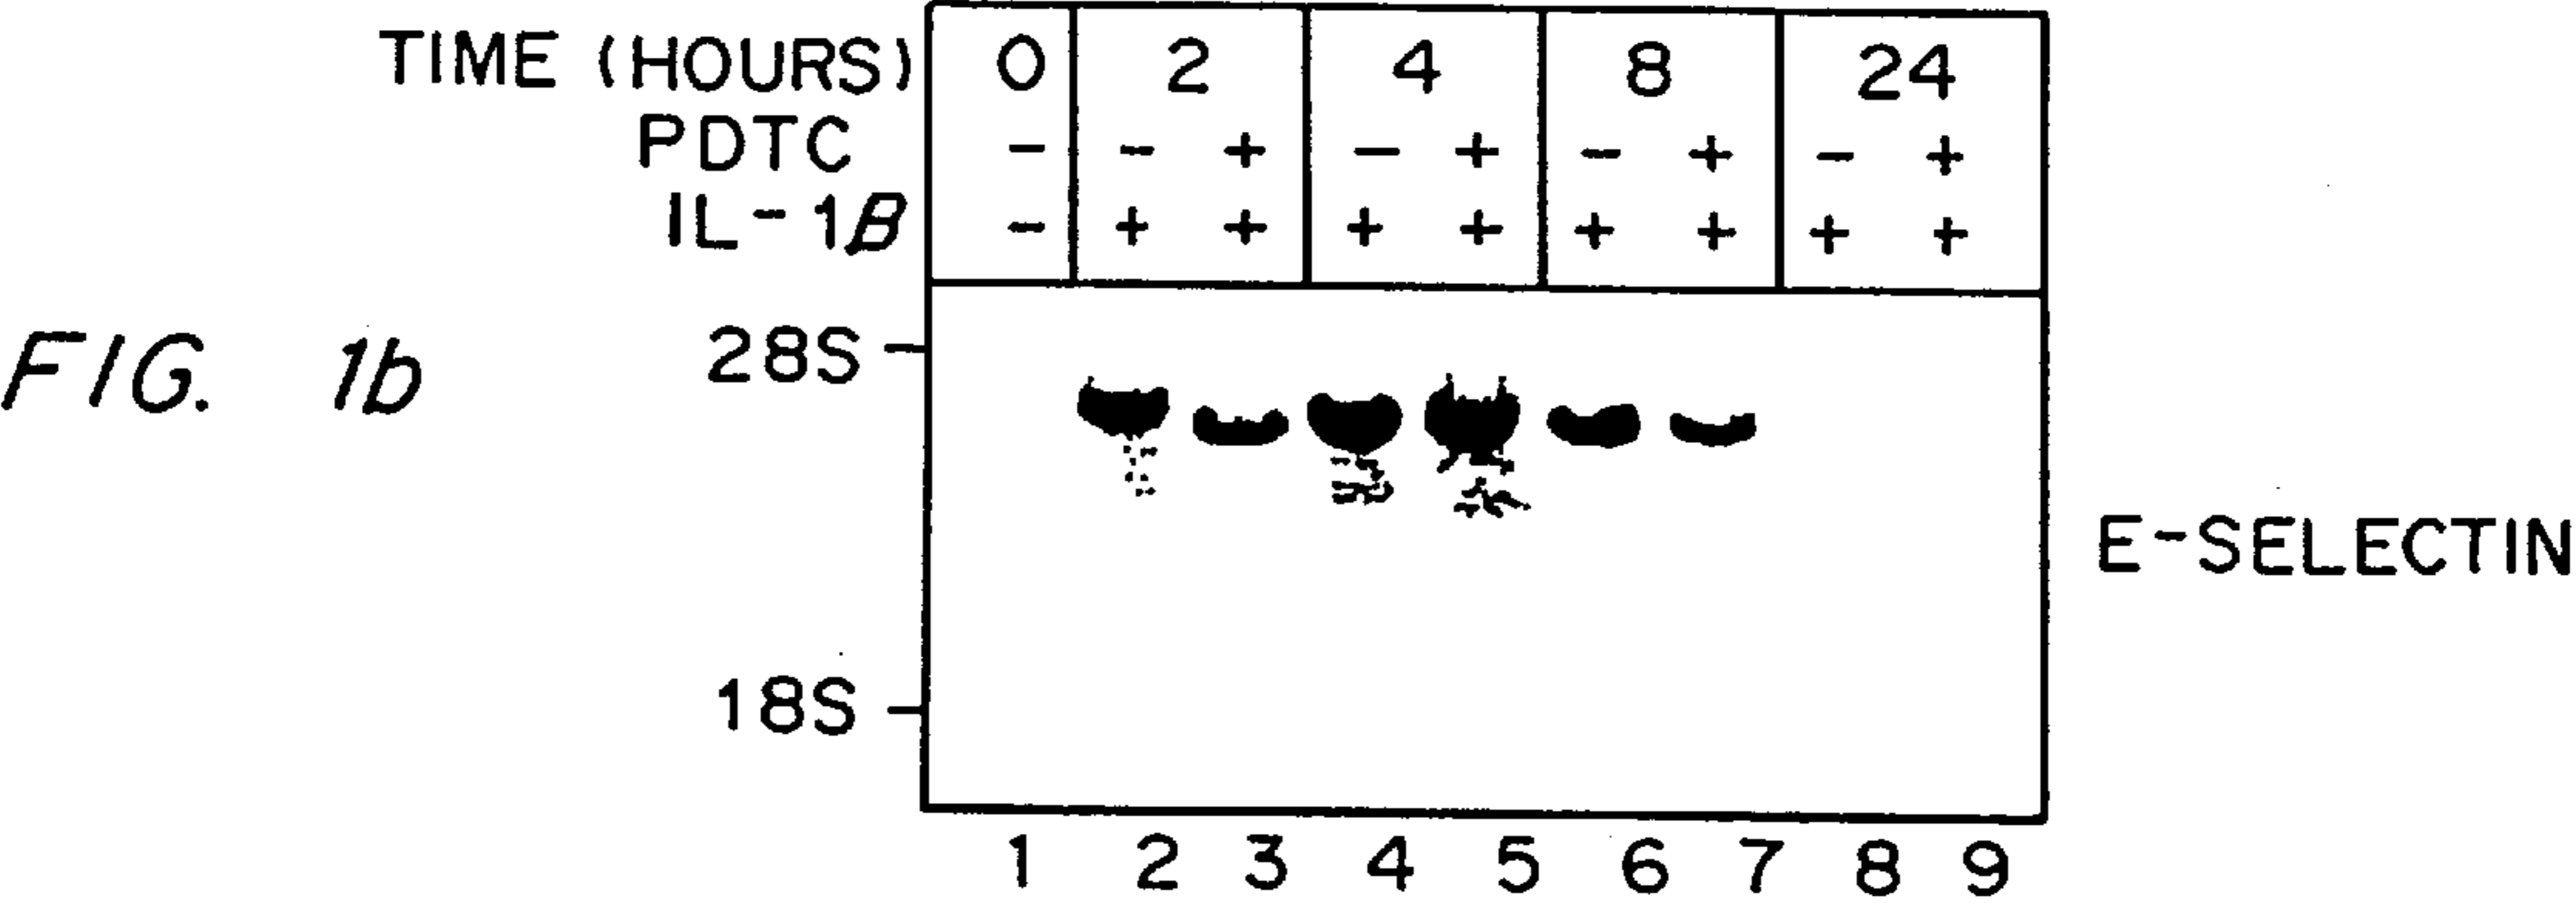 TIME (HOURS) 0 2 4 8 24
PDTC - - + - + - + - +
IL-1β - + + + + + + + +
28S
FIG. 1b
E-SELECTIN
18S
1 2 3 4 5 6 7 8 9